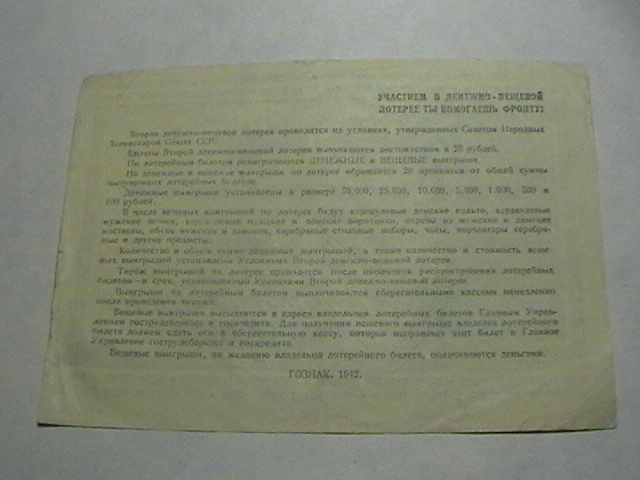 УЧАСТИЕМ В ДЕНЕЖНО-ВЕЩЕВОЙ
ЛОТЕРЕЕ ТЫ ПОМОГАЕШЬ ФРОНТУ!
Вторая денежно-вещевая лотерея проводится на условиях, утвержденных Советом Народных
Комиссаров Союза ССР.
Билеты Второй денежно-вещевой лотереи выпускаются достоинством в 20 рублей.
По лотерейным билетам разыгрываются ДЕНЕЖНЫЕ и ВЕЩЕВЫЕ выигрыши.
На денежные и вещевые выигрыши по лотерее обращается 20 процентов от общей суммы
выпущенных лотерейных билетов.
Денежные выигрыши установлены в размере 50.000, 25.000, 10.000, 5.000, 1.000, 500 и
100 рублей.
В числе вещевых выигрышей по лотерее будут каракулевые дамские пальто, каракулевые
мужские и дамские воротники, отрезы на мужские и дамские
костюмы, обувь мужская и дамская, серебряные столовые наборы, часы, портсигары серебря-
ные и другие предметы.
Количество и общая сумма денежных выигрышей, а также количество и стоимость веще-
вых выигрышей установлены Условиями Второй денежно-вещевой лотереи.
Тираж выигрышей по лотерее проводится после окончания распространения лотерейных
билетов—в срок, установленный Условиями Второй денежно-вещевой лотереи.
Выигрыши по лотерейным билетам выплачиваются сберегательными кассами немедленно
после проведения тиража.
Вещевые выигрыши высылаются в адреса владельцев лотерейных билетов Главным Управ-
лением гострудсберкасс и госкредита. Для получения вещевого выигрыша владелец лотерейного
билета должен сдать его в сберегательную кассу, которая направляет этот билет в Главное
Управление гострудсберкасс и госкредита.
Вещевые выигрыши, по желанию владельца лотерейного билета, оплачиваются деньгами.
ГОЗНАК. 1942.